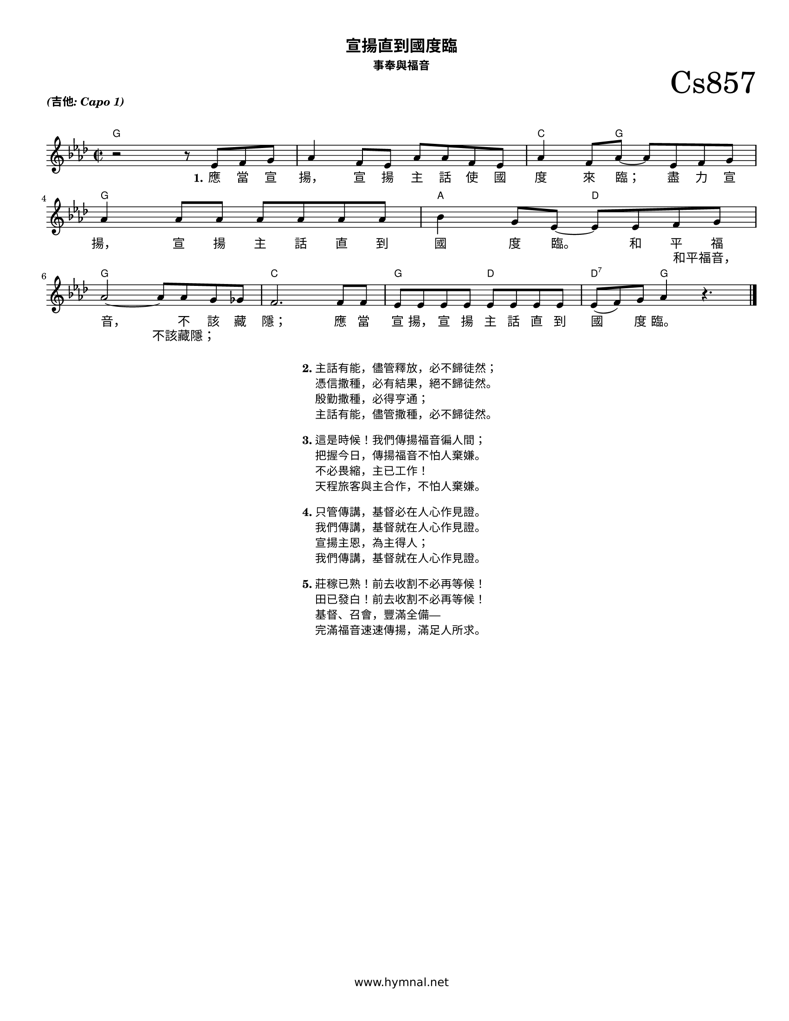 宣揚直到國度臨
事奉與福音
Cs857
(吉他: Capo 1)
G C G
1. 應 當 宣 揚， 宣 揚 主 話 使 國 度 來 臨； 盡 力 宣
4 G A D
揚， 宣 揚 主 話 直 到 國 度 臨。 和 平 福
和平福音，
6 G C G D D7 G
音， 不 該 藏 隱； 應 當 宣 揚，宣 揚 主 話 直 到 國 度 臨。
不該藏隱；
2. 主話有能，儘管釋放，必不歸徒然；
憑信撒種，必有結果，絕不歸徒然。
殷勤撒種，必得亨通；
主話有能，儘管撒種，必不歸徒然。
3. 這是時候！我們傳揚福音徧人間；
把握今日，傳揚福音不怕人棄嫌。
不必畏縮，主已工作！
天程旅客與主合作，不怕人棄嫌。
4. 只管傳講，基督必在人心作見證。
我們傳講，基督就在人心作見證。
宣揚主恩，為主得人；
我們傳講，基督就在人心作見證。
5. 莊稼已熟！前去收割不必再等候！
田已發白！前去收割不必再等候！
基督、召會，豐滿全備—
完滿福音速速傳揚，滿足人所求。
www.hymnal.net